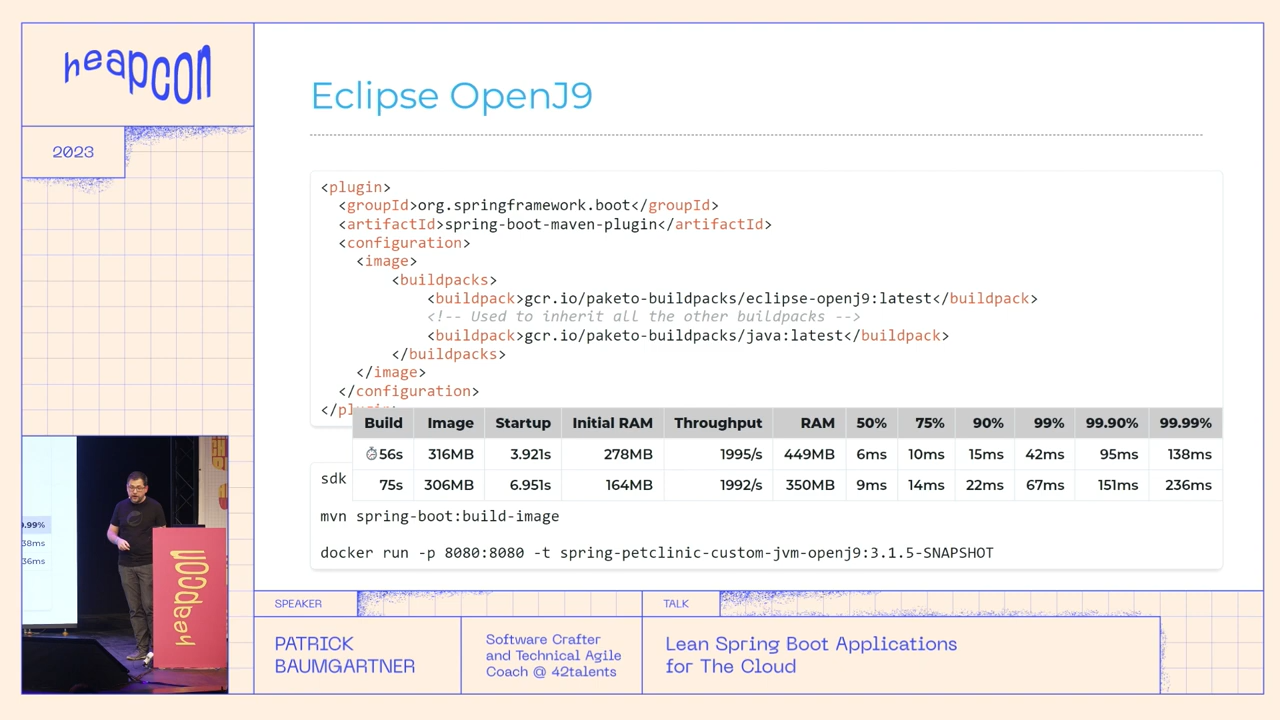 heapcon
2023
Eclipse OpenJ9
<plugin>
<groupId>org.springframework.boot</groupId>
<artifactId>spring-boot-maven-plugin</artifactId>
<configuration>
<image>
<buildpacks>
<buildpack>gcr.io/paketo-buildpacks/eclipse-openj9:latest</buildpack>
<!-- Used to inherit all the other buildpacks -->
<buildpack>gcr.io/paketo-buildpacks/java:latest</buildpack>
</buildpacks>
</image>
</configuration>
</plugin>
Build Image Startup Initial RAM Throughput RAM 50% 75% 90% 99% 99.90% 99.99%
⏱56s 316MB 3.921s 278MB 1995/s 449MB 6ms 10ms 15ms 42ms 95ms 138ms
75s 306MB 6.951s 164MB 1992/s 350MB 9ms 14ms 22ms 67ms 151ms 236ms
sdk
mvn spring-boot:build-image
docker run -p 8080:8080 -t spring-petclinic-custom-jvm-openj9:3.1.5-SNAPSHOT
9.99%
38ms
36ms
heapcon
SPEAKER
PATRICK
BAUMGARTNER
Software Crafter
and Technical Agile
Coach @ 42talents
TALK
Lean Spring Boot Applications
for The Cloud